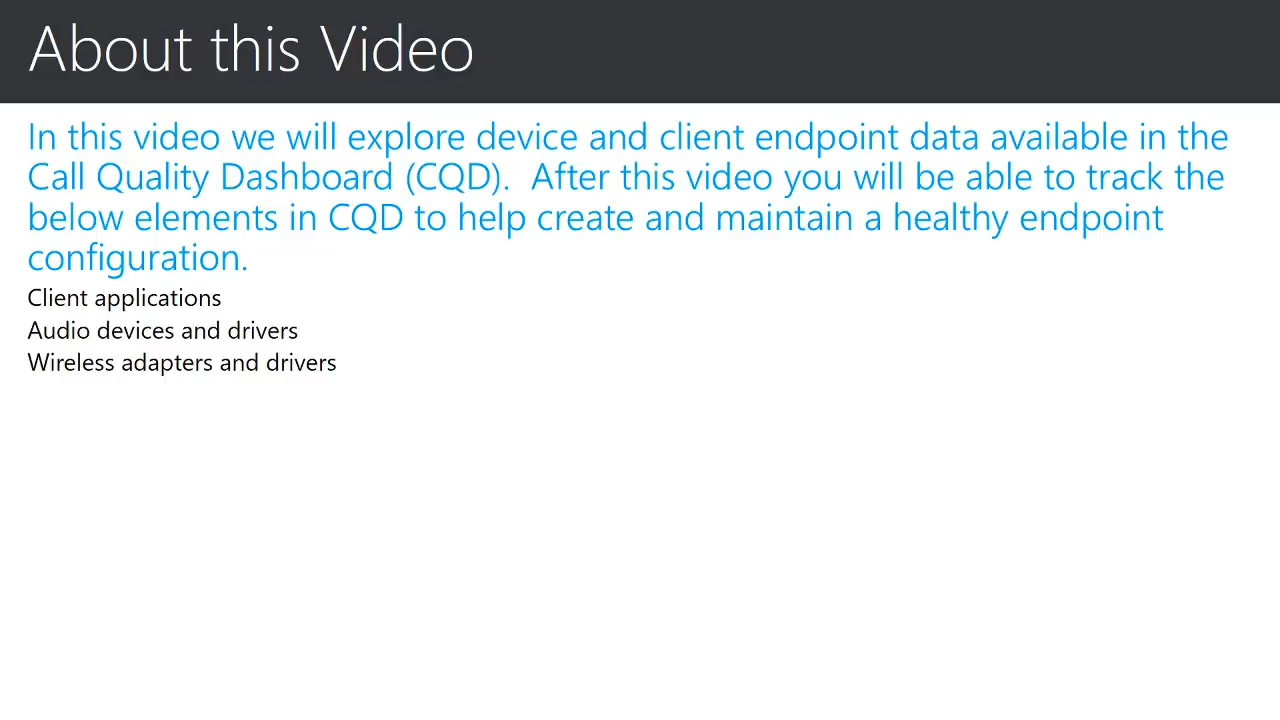 About this Video
In this video we will explore device and client endpoint data available in the
Call Quality Dashboard (CQD).  After this video you will be able to track the
below elements in CQD to help create and maintain a healthy endpoint
configuration.
Client applications
Audio devices and drivers
Wireless adapters and drivers